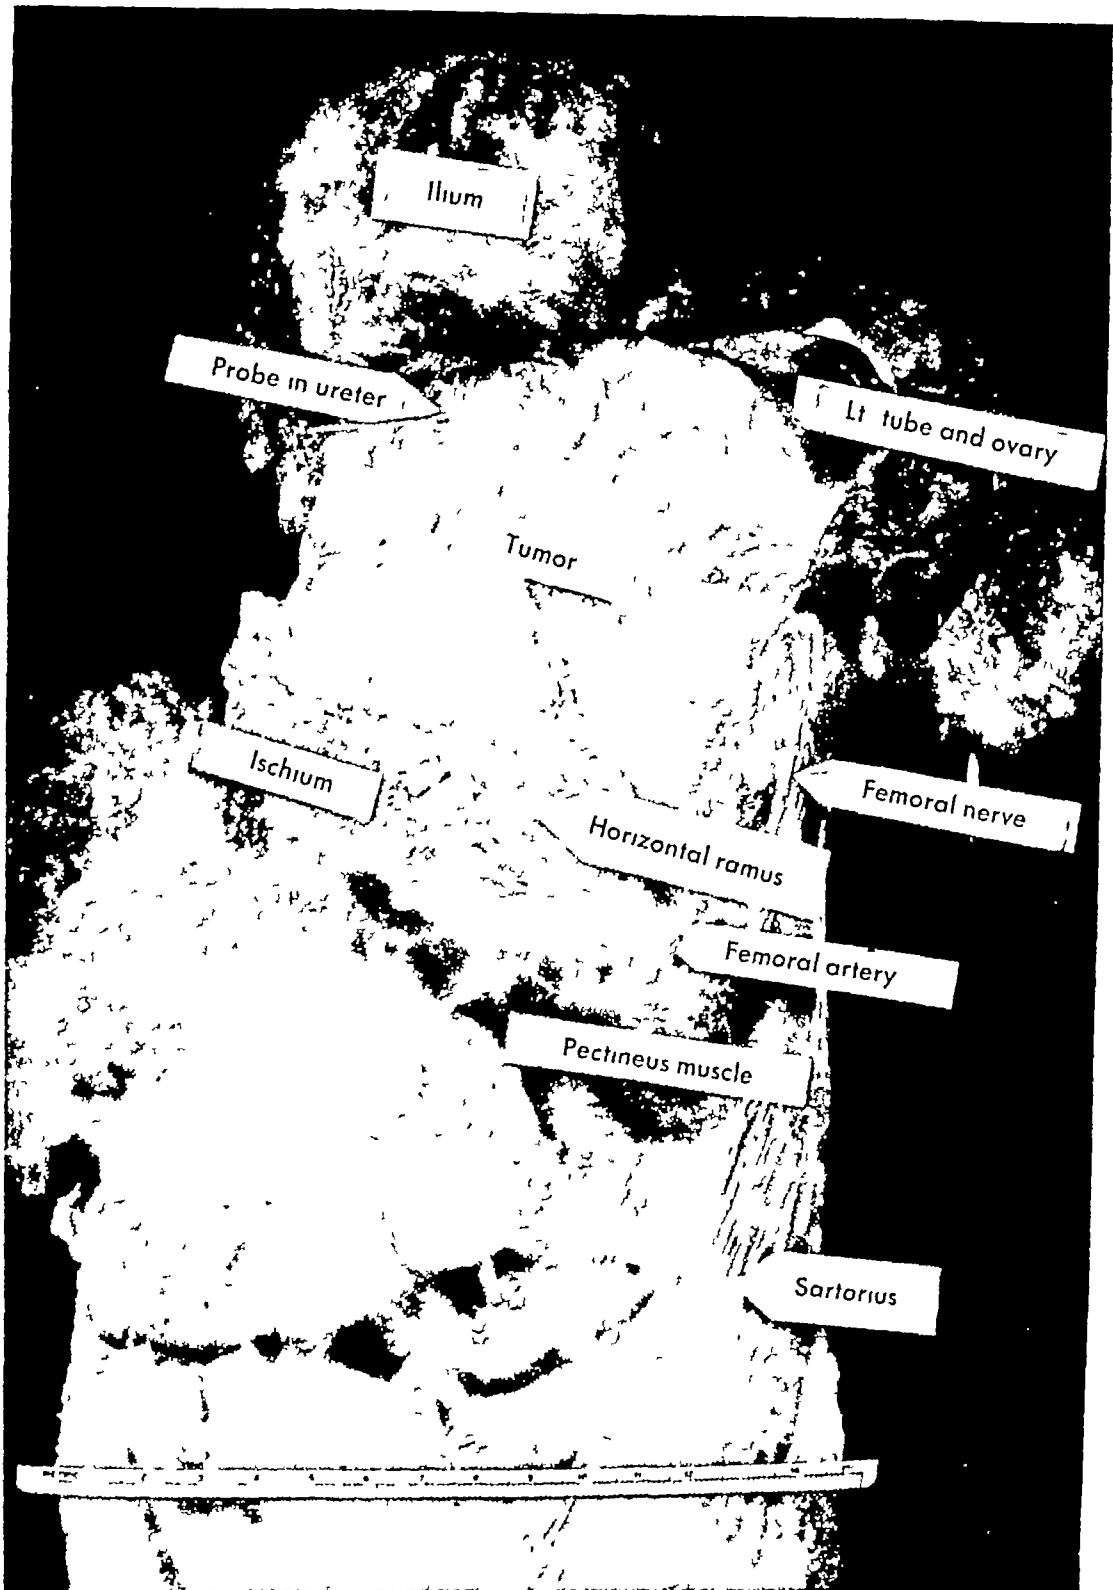 Ilium
Probe in ureter
Lt tube and ovary
Tumor
Ischium
Femoral nerve
Horizontal ramus
Femoral artery
Pectineus muscle
Sartorius